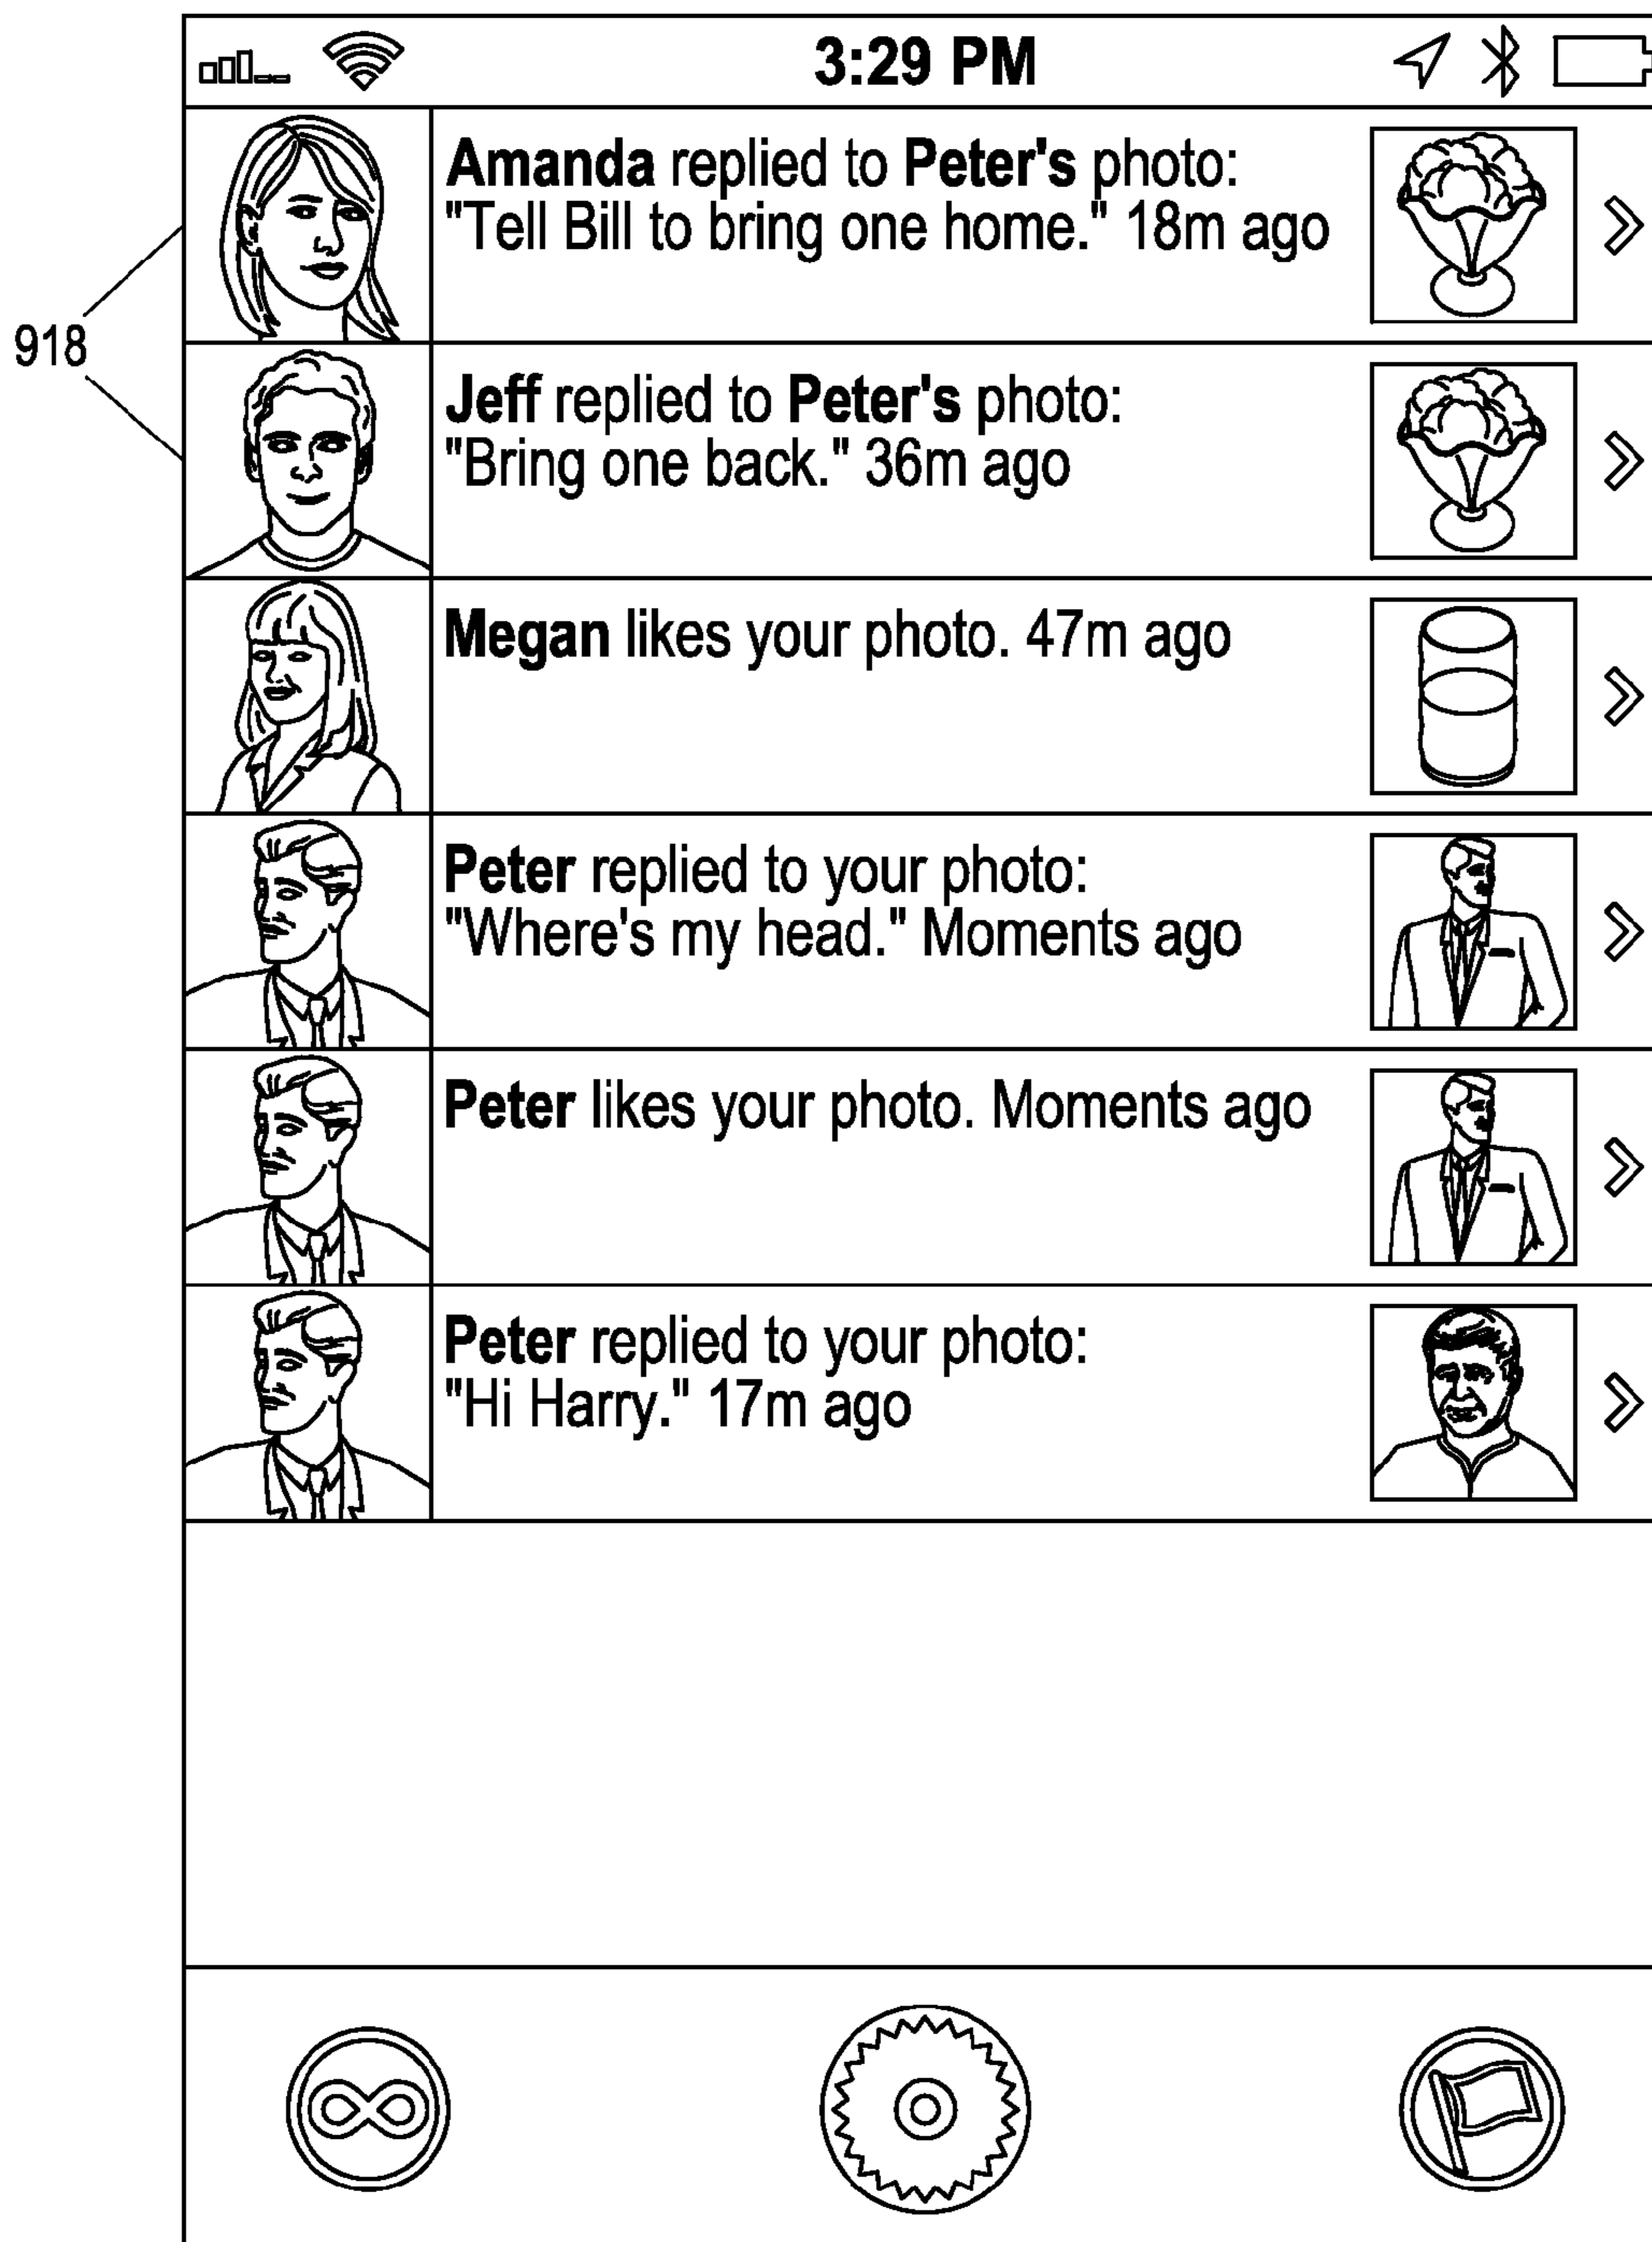 3:29 PM
Amanda replied to Peter's photo:
"Tell Bill to bring one home." 18m ago
918
Jeff replied to Peter's photo:
"Bring one back." 36m ago
Megan likes your photo. 47m ago
Peter replied to your photo:
"Where's my head." Moments ago
Peter likes your photo. Moments ago
Peter replied to your photo:
"Hi Harry." 17m ago